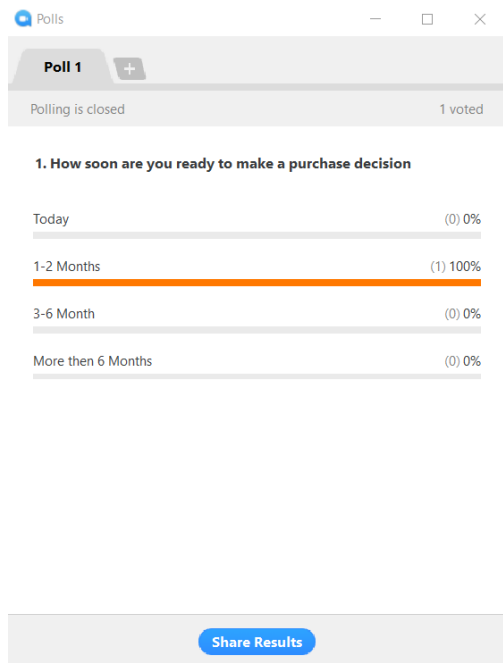 Polls
Poll 1 +
Polling is closed 1 voted
1. How soon are you ready to make a purchase decision
Today (0) 0%
1-2 Months (1) 100%
3-6 Month (0) 0%
More then 6 Months (0) 0%
Share Results